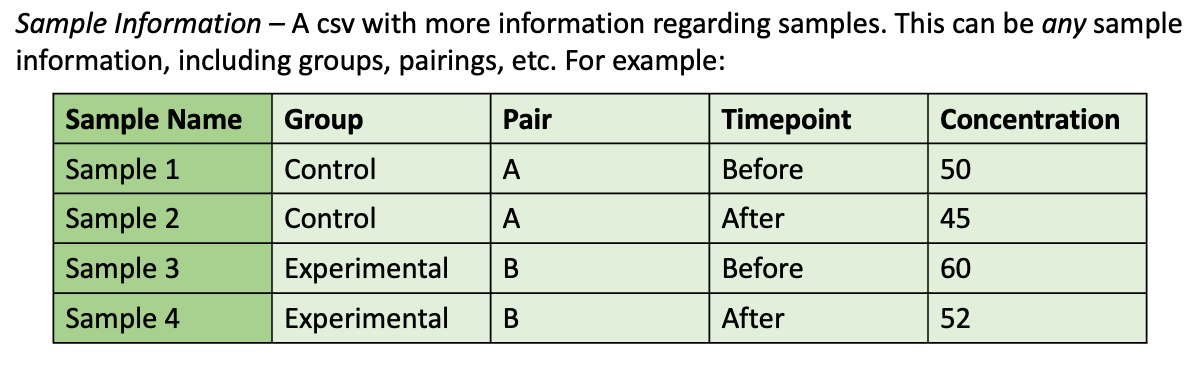 Sample Information – A csv with more information regarding samples. This can be any sample
information, including groups, pairings, etc. For example:
Sample Name Group Pair Timepoint Concentration
Sample 1 Control A Before 50
Sample 2 Control A After 45
Sample 3 Experimental B Before 60
Sample 4 Experimental B After 52